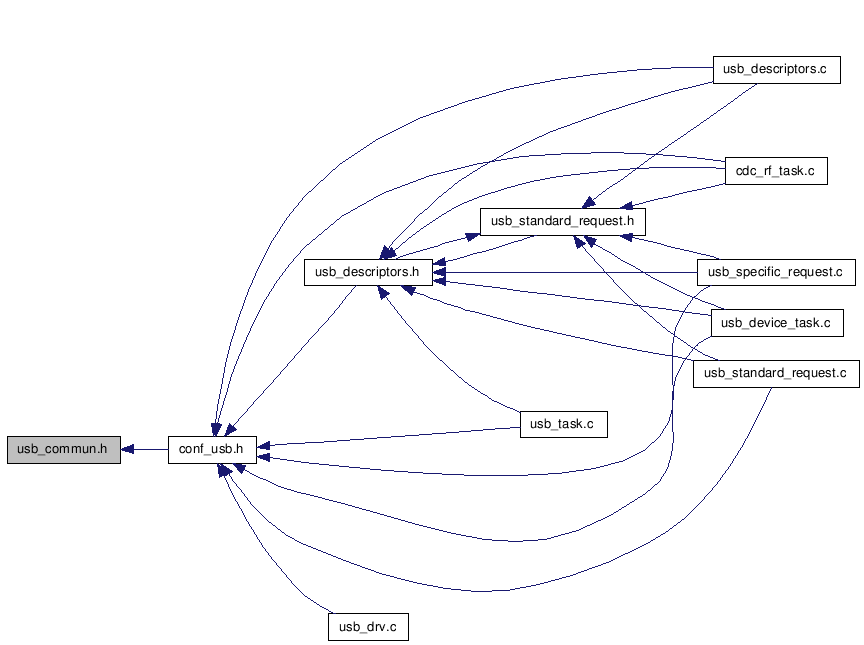 usb_descriptors.c
cdc_rf_task.c
usb_standard_request.h
usb_descriptors.h
usb_specific_request.c
usb_device_task.c
usb_standard_request.c
usb_task.c
usb_commun.h
conf_usb.h
usb_drv.c